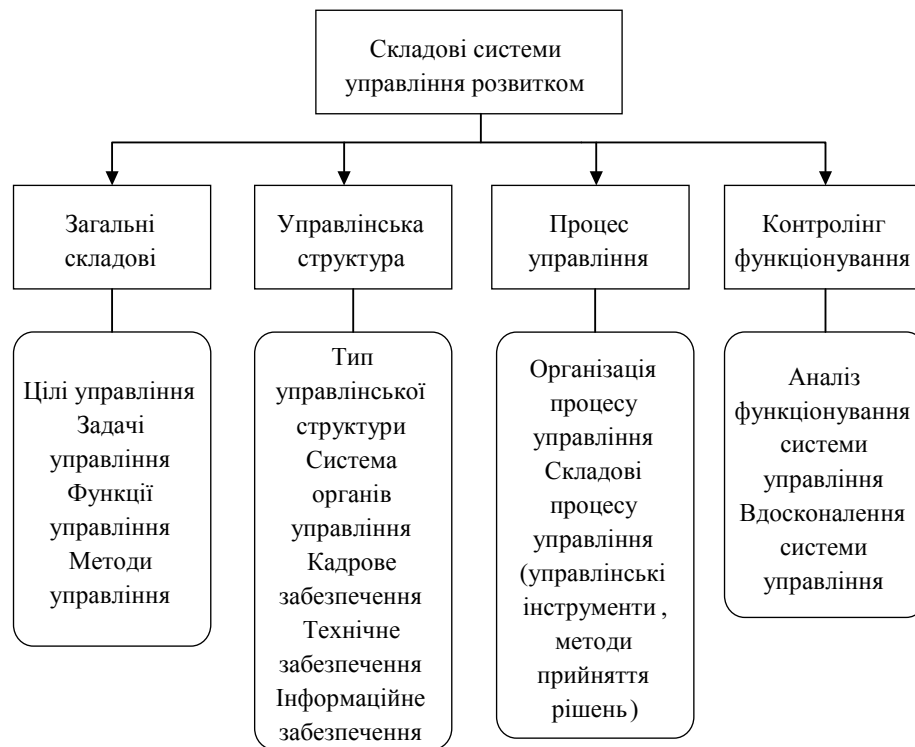 Складові системи
управління розвитком
Загальні
складові
Управлінська
структура
Процес
управління
Контролінг
функціонування
Цілі управління
Задачі
управління
Функції
управління
Методи
управління
Тип
управлінської
структури
Система
органів
управління
Кадрове
забезпечення
Технічне
забезпечення
Інформаційне
забезпечення
Організація
процесу
управління
Складові
процесу
управління
(управлінські
інструменти ,
методи
прийняття
рішень )
Аналіз
функціонування
системи
управління
Вдосконалення
системи
управління